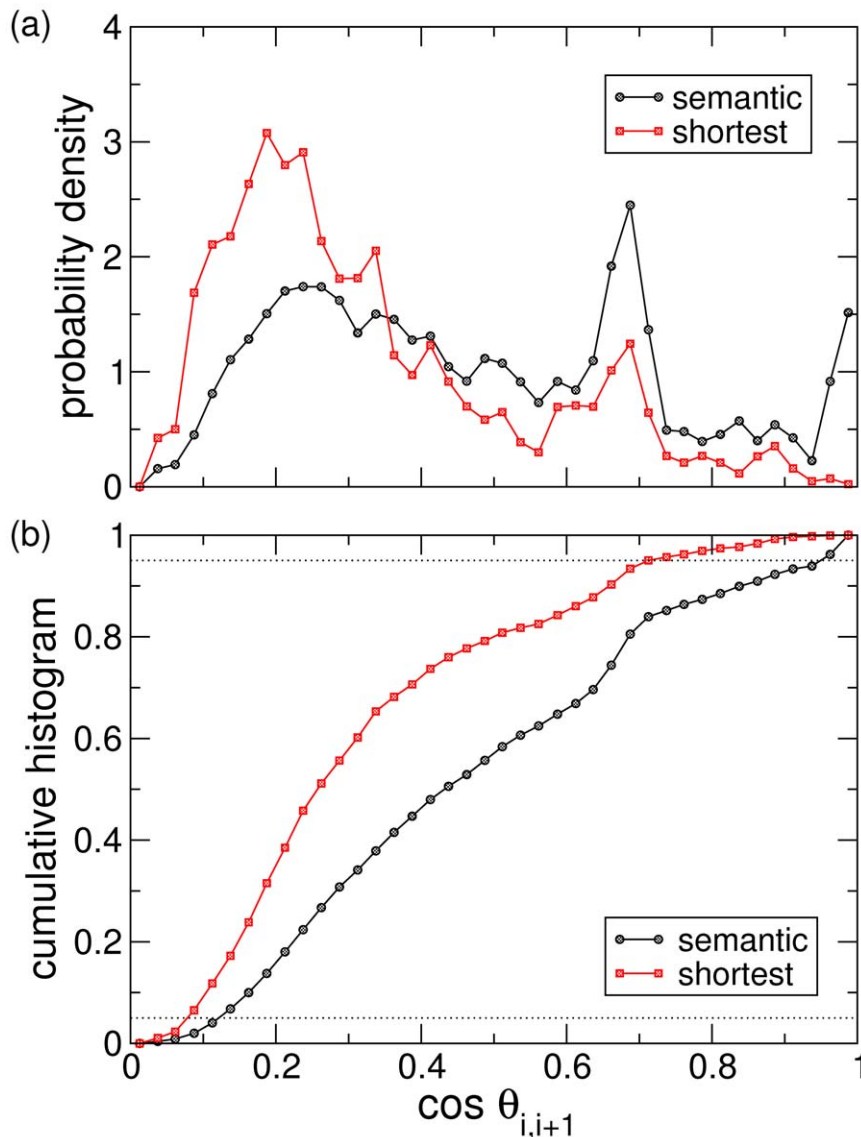 (a)
4
3
2
1
0
probability density
semantic
shortest
(b)
1
0.8
0.6
0.4
0.2
0
cumulative histogram
semantic
shortest
0 0.2 0.4 0.6 0.8 1
cos θi,i+1